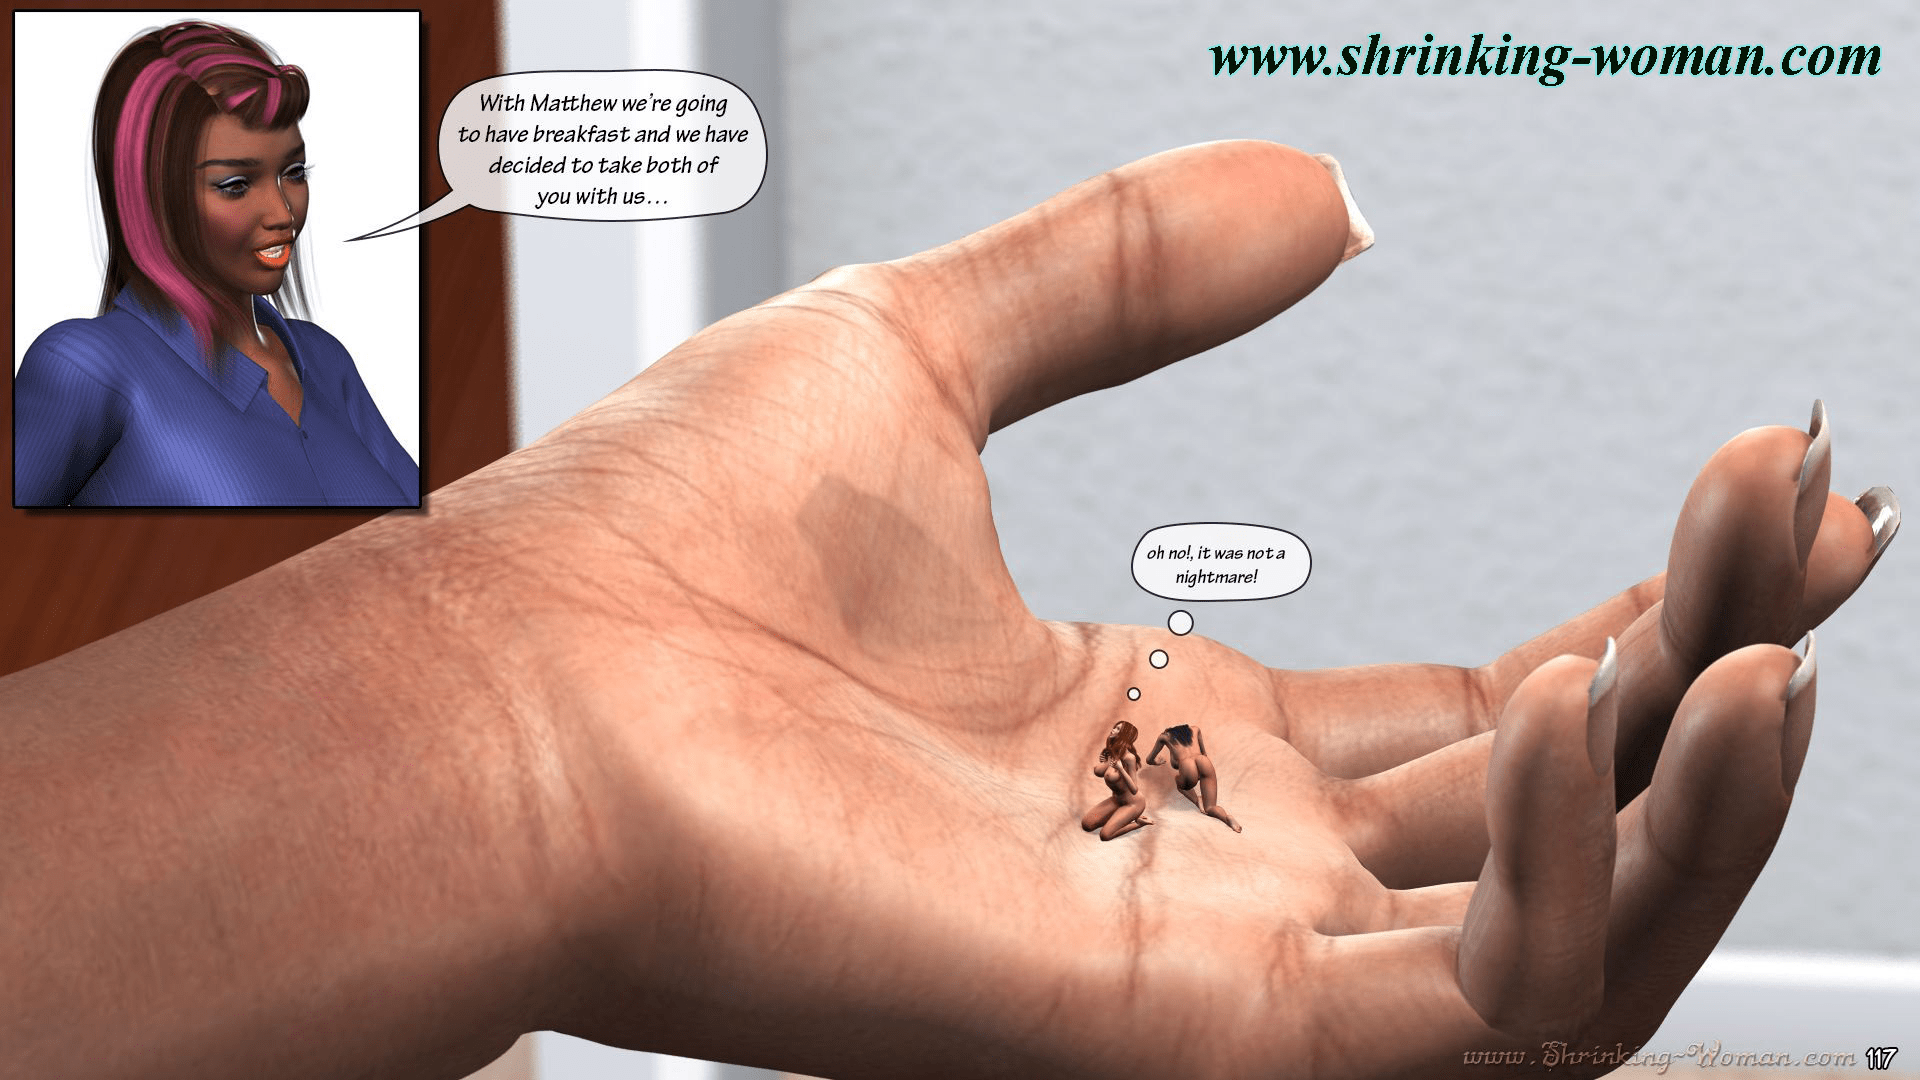 www.shrinking-woman.com
With Matthew we're going
to have breakfast and we have
decided to take both of
you with us...
oh no!, it was not a
nightmare!
www.Shrinking-Woman.com 117